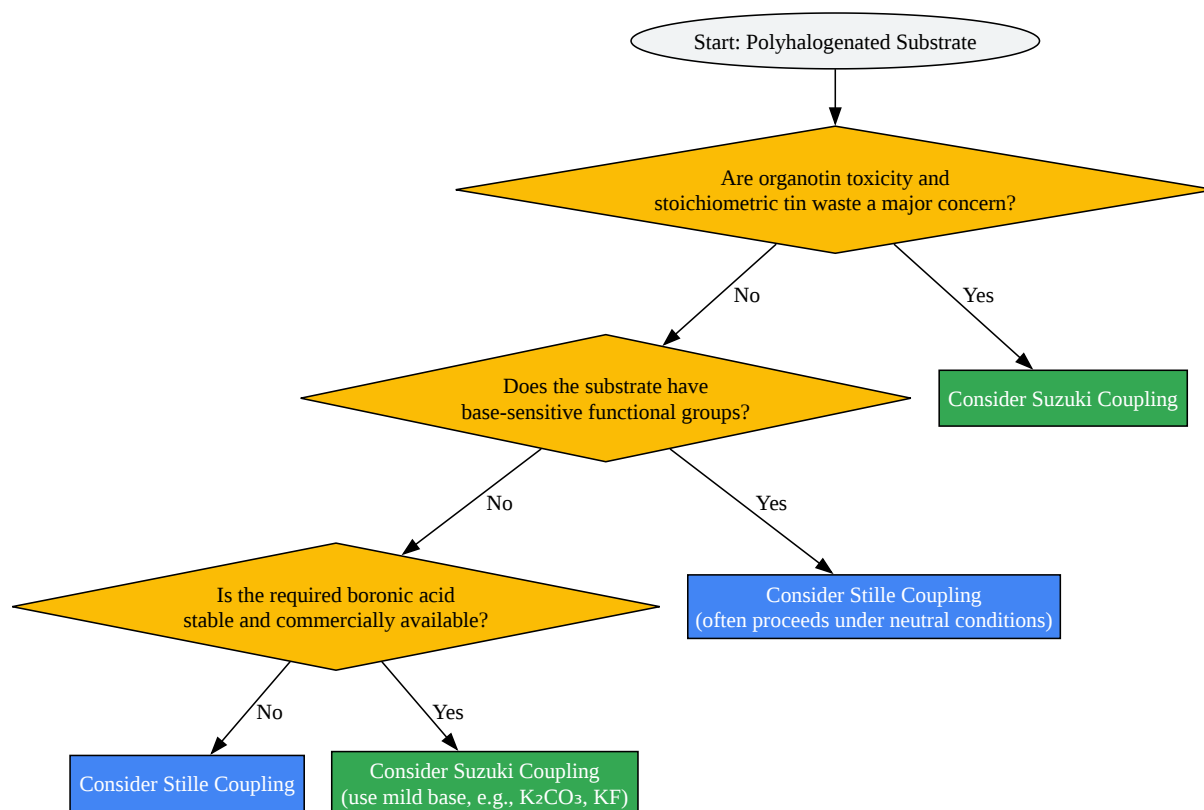 Start: Polyhalogenated Substrate
Are organotin toxicity and
stoichiometric tin waste a major concern?
No
Yes
Does the substrate have
base-sensitive functional groups?
Consider Suzuki Coupling
No
Yes
Is the required boronic acid
stable and commercially available?
Consider Stille Coupling
(often proceeds under neutral conditions)
No
Yes
Consider Stille Coupling
Consider Suzuki Coupling
(use mild base, e.g., K₂CO₃, KF)